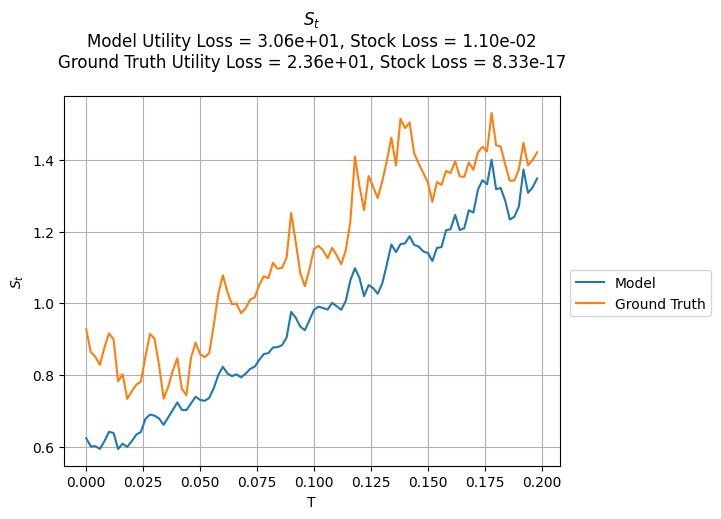 S_t
Model Utility Loss = 3.06e+01, Stock Loss = 1.10e-02
Ground Truth Utility Loss = 2.36e+01, Stock Loss = 8.33e-17
1.4
1.2
1.0
0.8
0.6
S_t
0.000 0.025 0.050 0.075 0.100 0.125 0.150 0.175 0.200
T
Model
Ground Truth